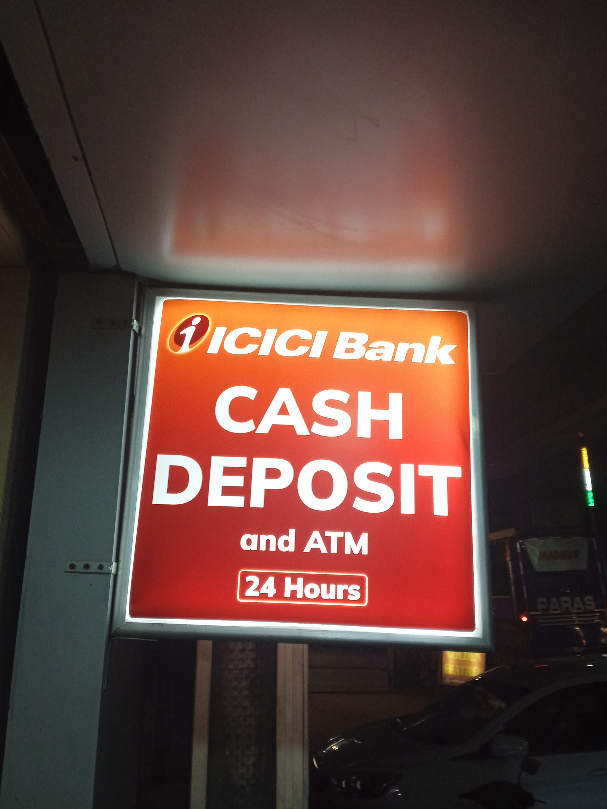 i ICICI Bank
CASH
DEPOSIT
and ATM
24 Hours
PARAS